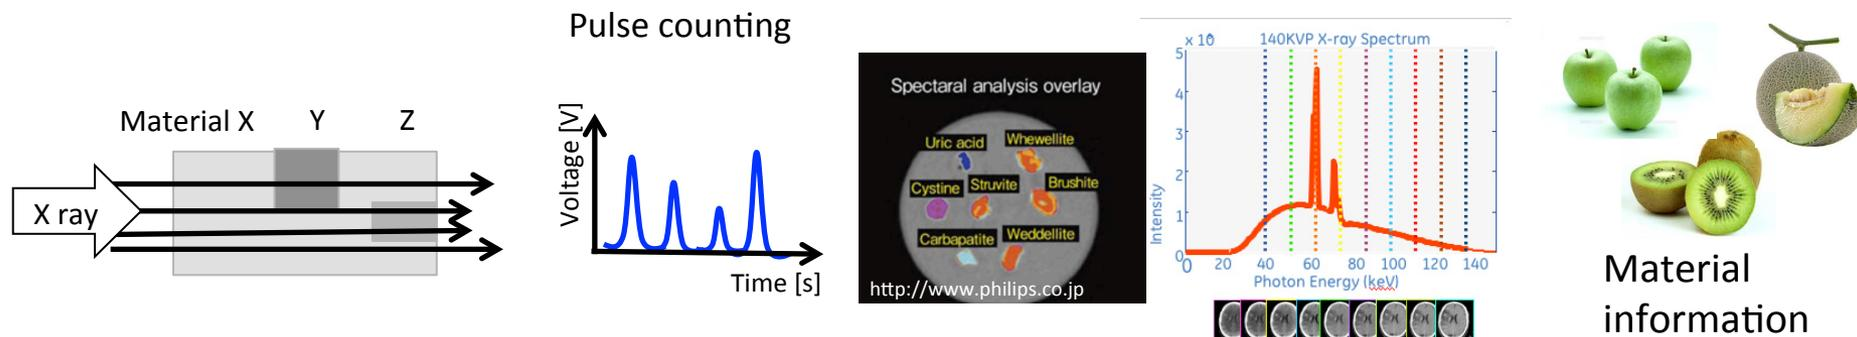 Pulse counting
Material X Y Z
X ray
Voltage [V]
Time [s]
Spectaral analysis overlay
Uric acid Whewellite
Cystine Struvite Brushite
Carbapatite Weddellite
http://www.philips.co.jp
x 10
140KVP X-ray Spectrum
5
4
3
2
1
0
Intensity
0 20 40 60 80 100 120 140
Photon Energy (keV)
Material
information